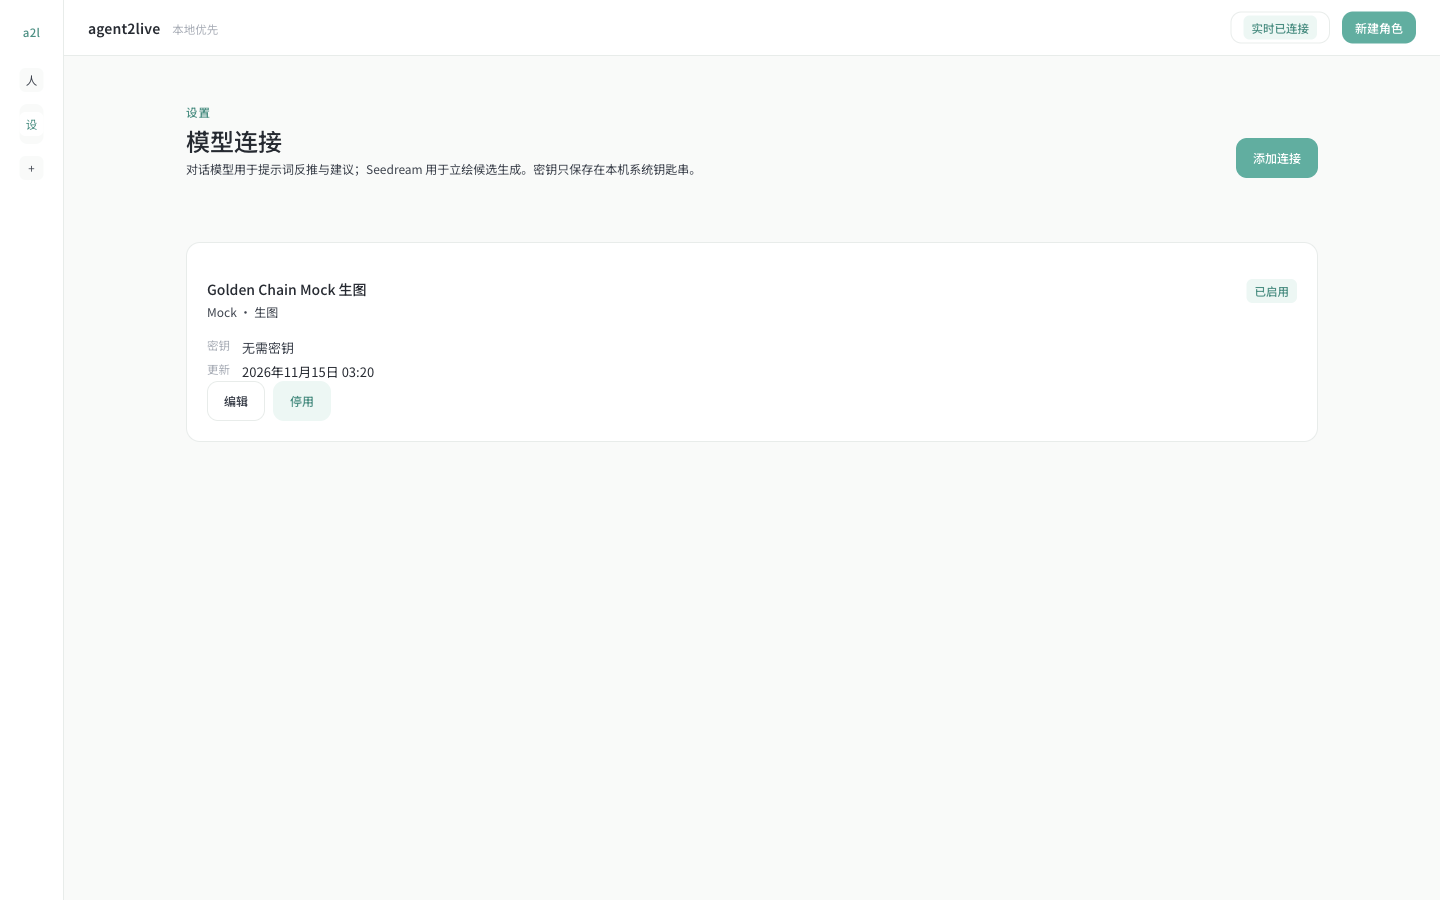 a2l
人
设
+
agent2live 本地优先
实时已连接
新建角色
设置
模型连接
对话模型用于提示词反推与建议；Seedream 用于立绘候选生成。密钥只保存在本机系统钥匙串。
添加连接
Golden Chain Mock 生图
已启用
Mock · 生图
密钥 无需密钥
更新 2026年11月15日 03:20
编辑 停用